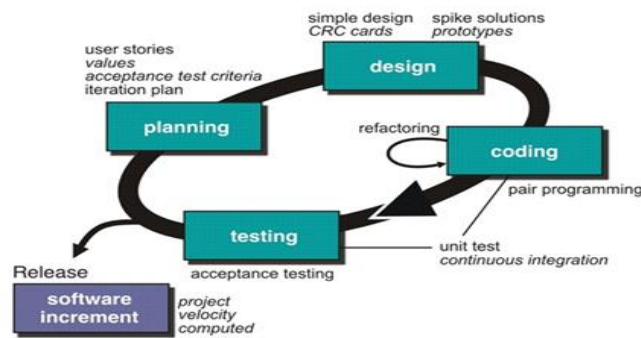 simple design
CRC cards
spike solutions
prototypes
user stories
values
acceptance test criteria
iteration plan
design
planning
refactoring
coding
pair programming
testing
unit test
continuous integration
acceptance testing
Release
software
increment
project
velocity
computed